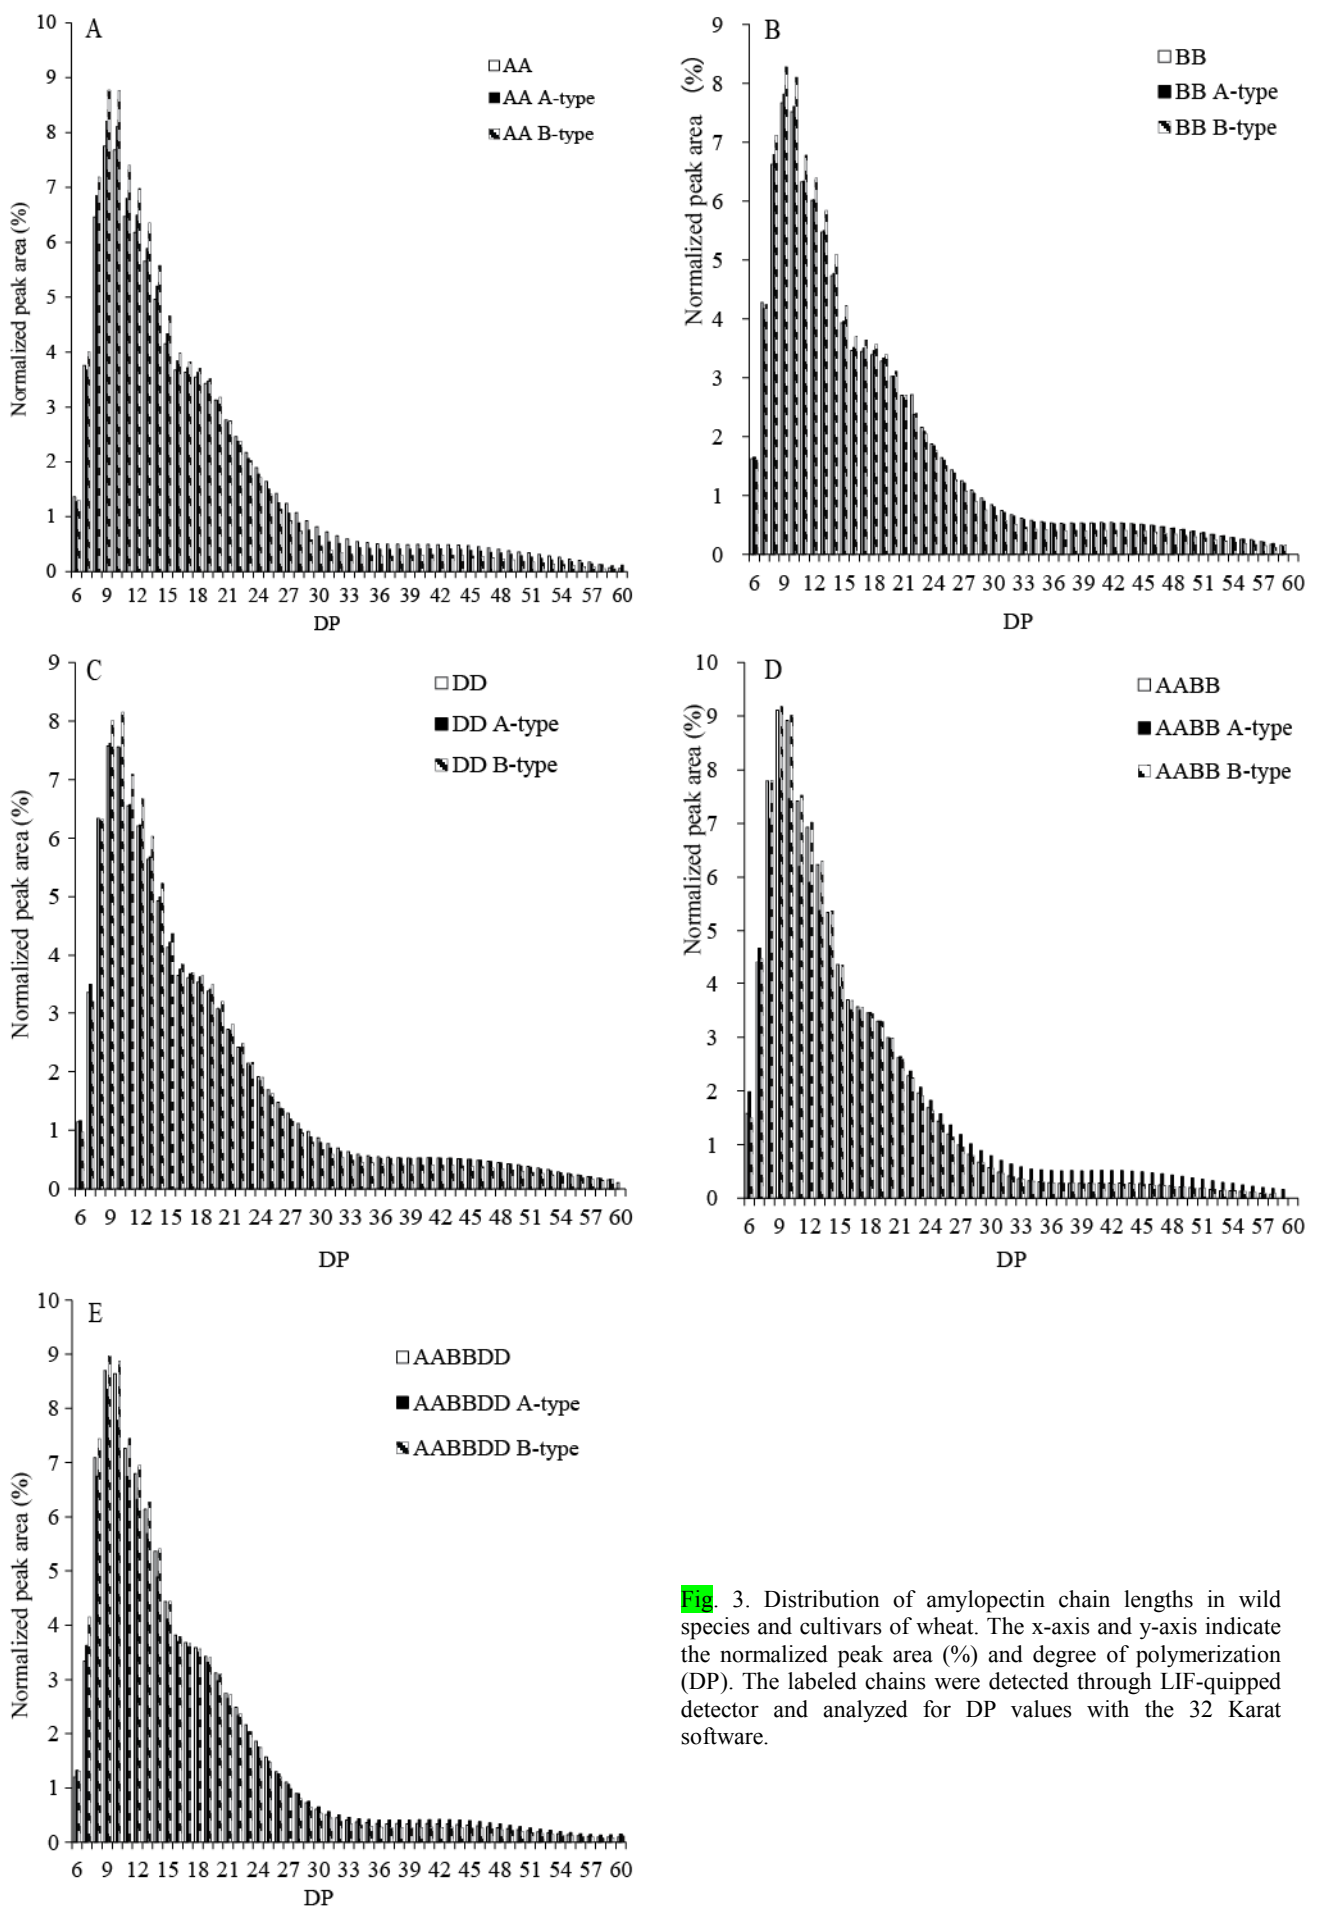 A
AA
AA A-type
AA B-type
Normalized peak area (%)
10
9
8
7
6
5
4
3
2
1
0
6 9 12 15 18 21 24 27 30 33 36 39 42 45 48 51 54 57 60
DP
B
BB
BB A-type
BB B-type
Normalized peak area (%)
9
8
7
6
5
4
3
2
1
0
6 9 12 15 18 21 24 27 30 33 36 39 42 45 48 51 54 57 60
DP
C
DD
DD A-type
DD B-type
Normalized peak area (%)
9
8
7
6
5
4
3
2
1
0
6 9 12 15 18 21 24 27 30 33 36 39 42 45 48 51 54 57 60
DP
D
AABB
AABB A-type
AABB B-type
Normalized peak area (%)
10
9
8
7
6
5
4
3
2
1
0
6 9 12 15 18 21 24 27 30 33 36 39 42 45 48 51 54 57 60
DP
E
AABBDD
AABBDD A-type
AABBDD B-type
Normalized peak area (%)
10
9
8
7
6
5
4
3
2
1
0
6 9 12 15 18 21 24 27 30 33 36 39 42 45 48 51 54 57 60
DP
Fig. 3. Distribution of amylopectin chain lengths in wild
species and cultivars of wheat. The x-axis and y-axis indicate
the normalized peak area (%) and degree of polymerization
(DP). The labeled chains were detected through LIF-quipped
detector and analyzed for DP values with the 32 Karat
software.